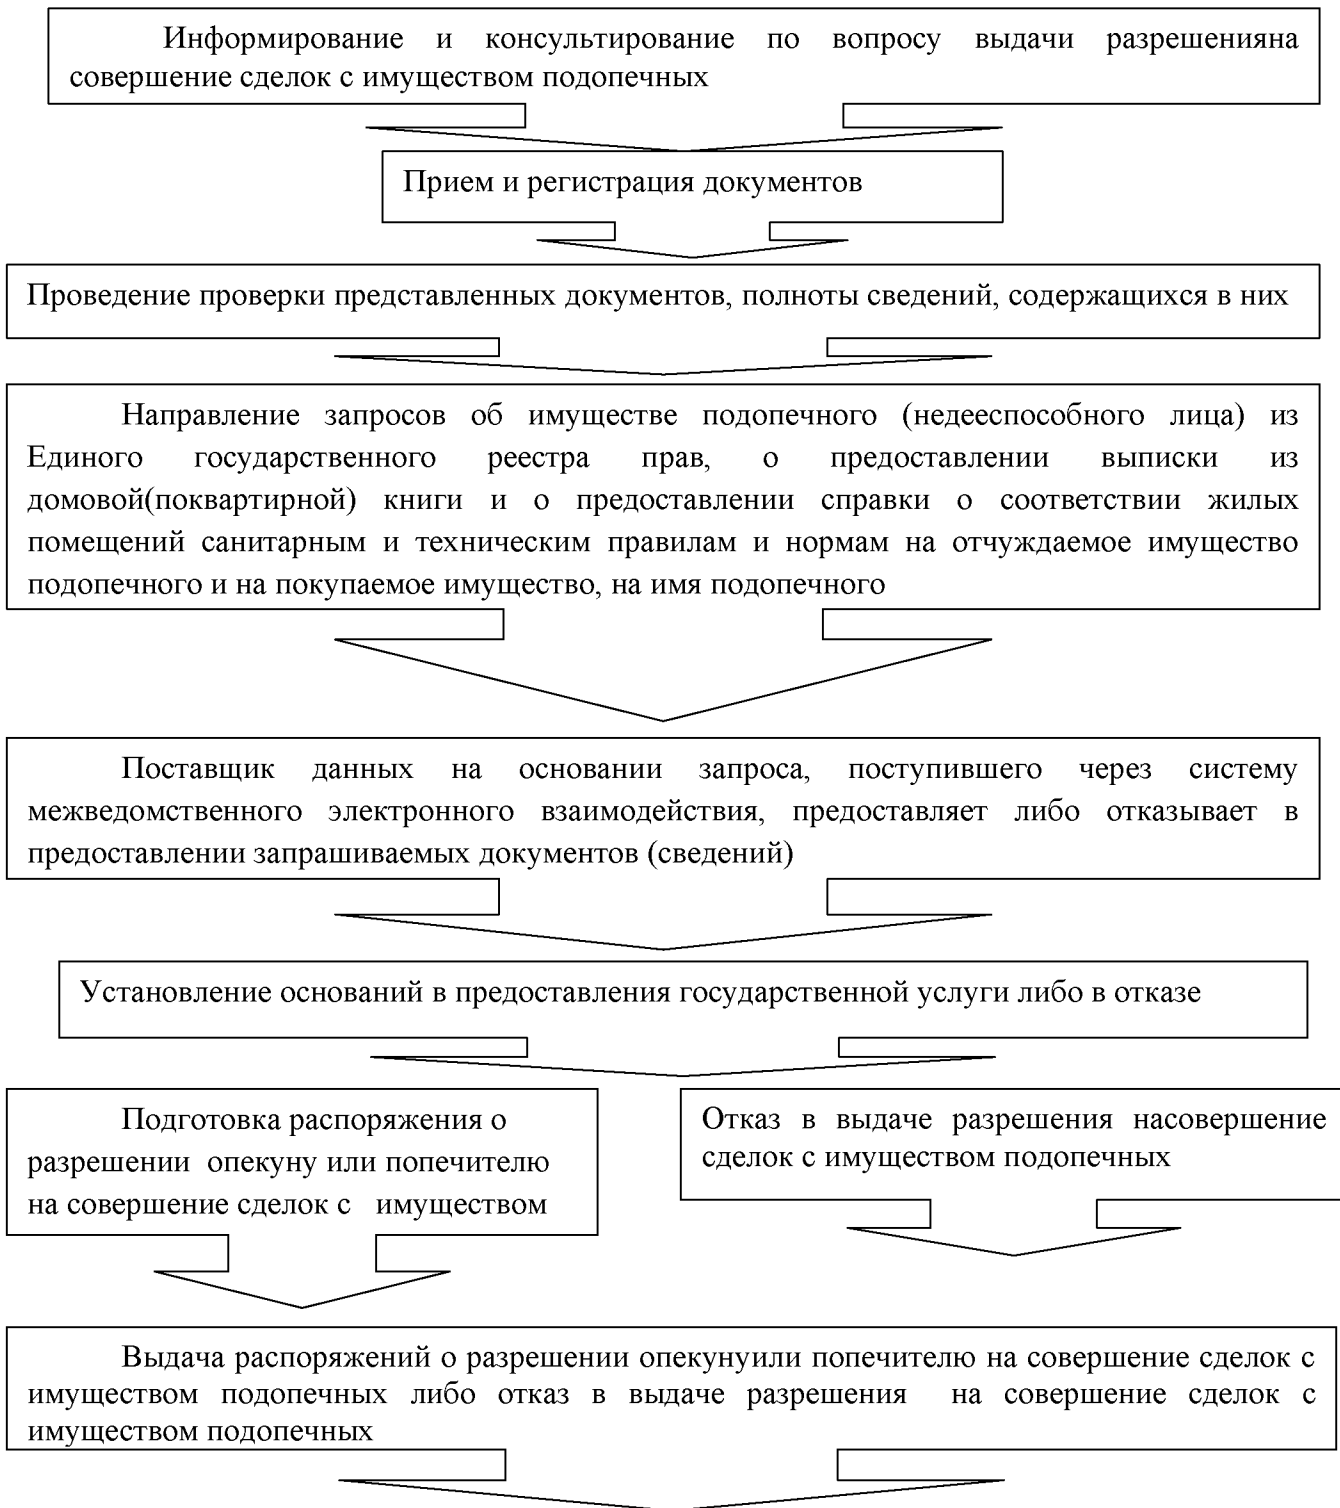 Информирование и консультирование по вопросу выдачи разрешенияна
совершение сделок с имуществом подопечных
Прием и регистрация документов
Проведение проверки представленных документов, полноты сведений, содержащихся в них
Направление запросов об имуществе подопечного (недееспособного лица) из
Единого государственного реестра прав, о предоставлении выписки из
домовой(поквартирной) книги и о предоставлении справки о соответствии жилых
помещений санитарным и техническим правилам и нормам на отчуждаемое имущество
подопечного и на покупаемое имущество, на имя подопечного
Поставщик данных на основании запроса, поступившего через систему
межведомственного электронного взаимодействия, предоставляет либо отказывает в
предоставлении запрашиваемых документов (сведений)
Установление оснований в предоставления государственной услуги либо в отказе
Подготовка распоряжения о
разрешении опекуну или попечителю
на совершение сделок с имуществом
Отказ в выдаче разрешения насовершение
сделок с имуществом подопечных
Выдача распоряжений о разрешении опекунуили попечителю на совершение сделок с
имуществом подопечных либо отказ в выдаче разрешения на совершение сделок с
имуществом подопечных